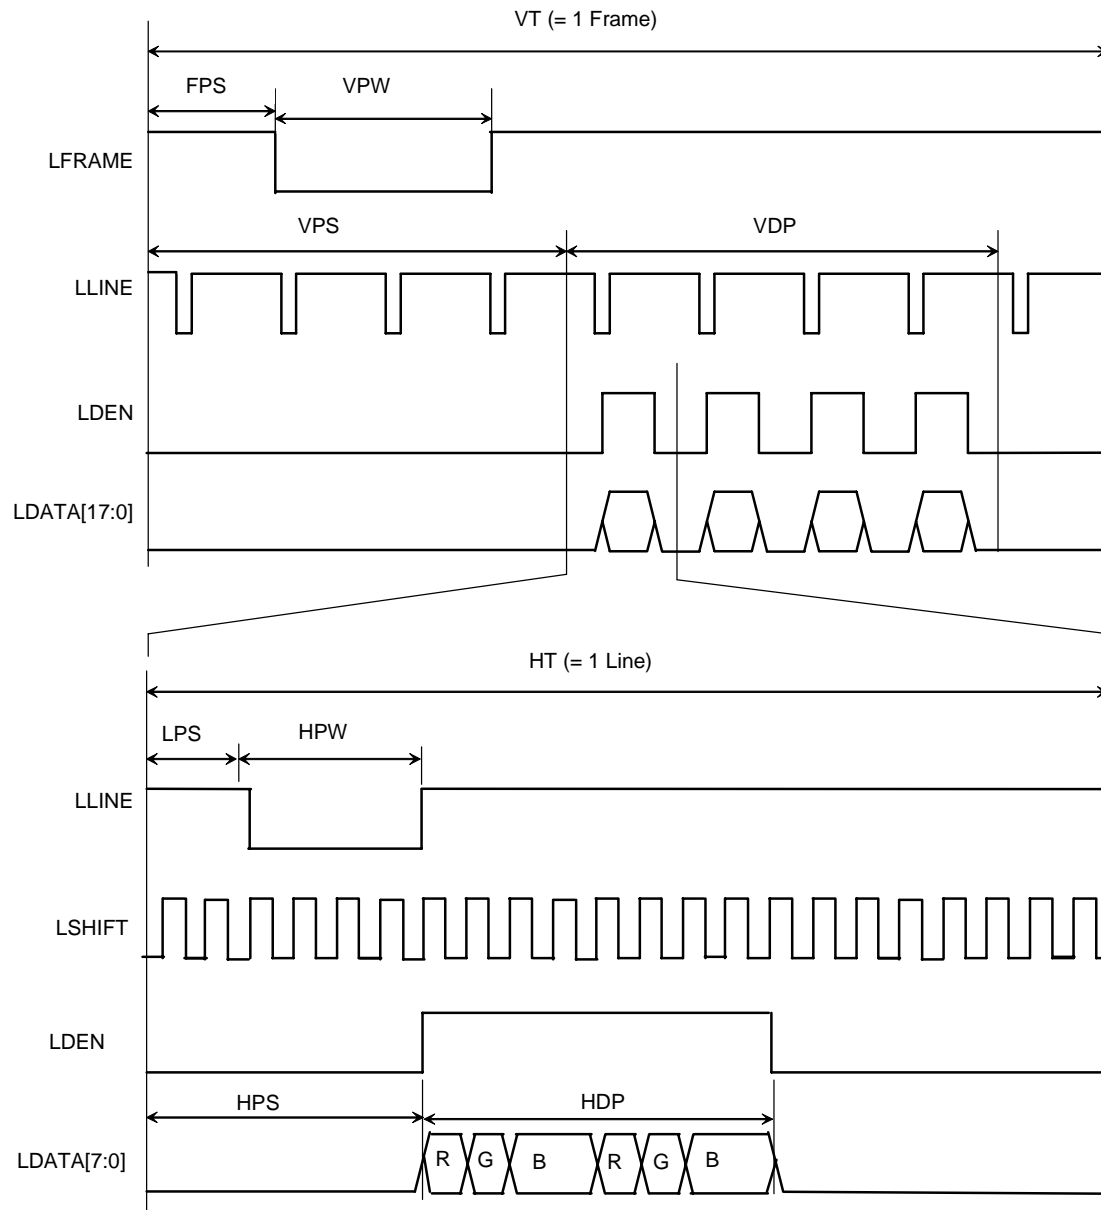 VT (= 1 Frame)
FPS VPW
LFRAME
VPS VDP
LLINE
LDEN
LDATA[17:0]
HT (= 1 Line)
LPS HPW
LLINE
LSHIFT
LDEN
HPS HDP
LDATA[7:0] R G B R G B